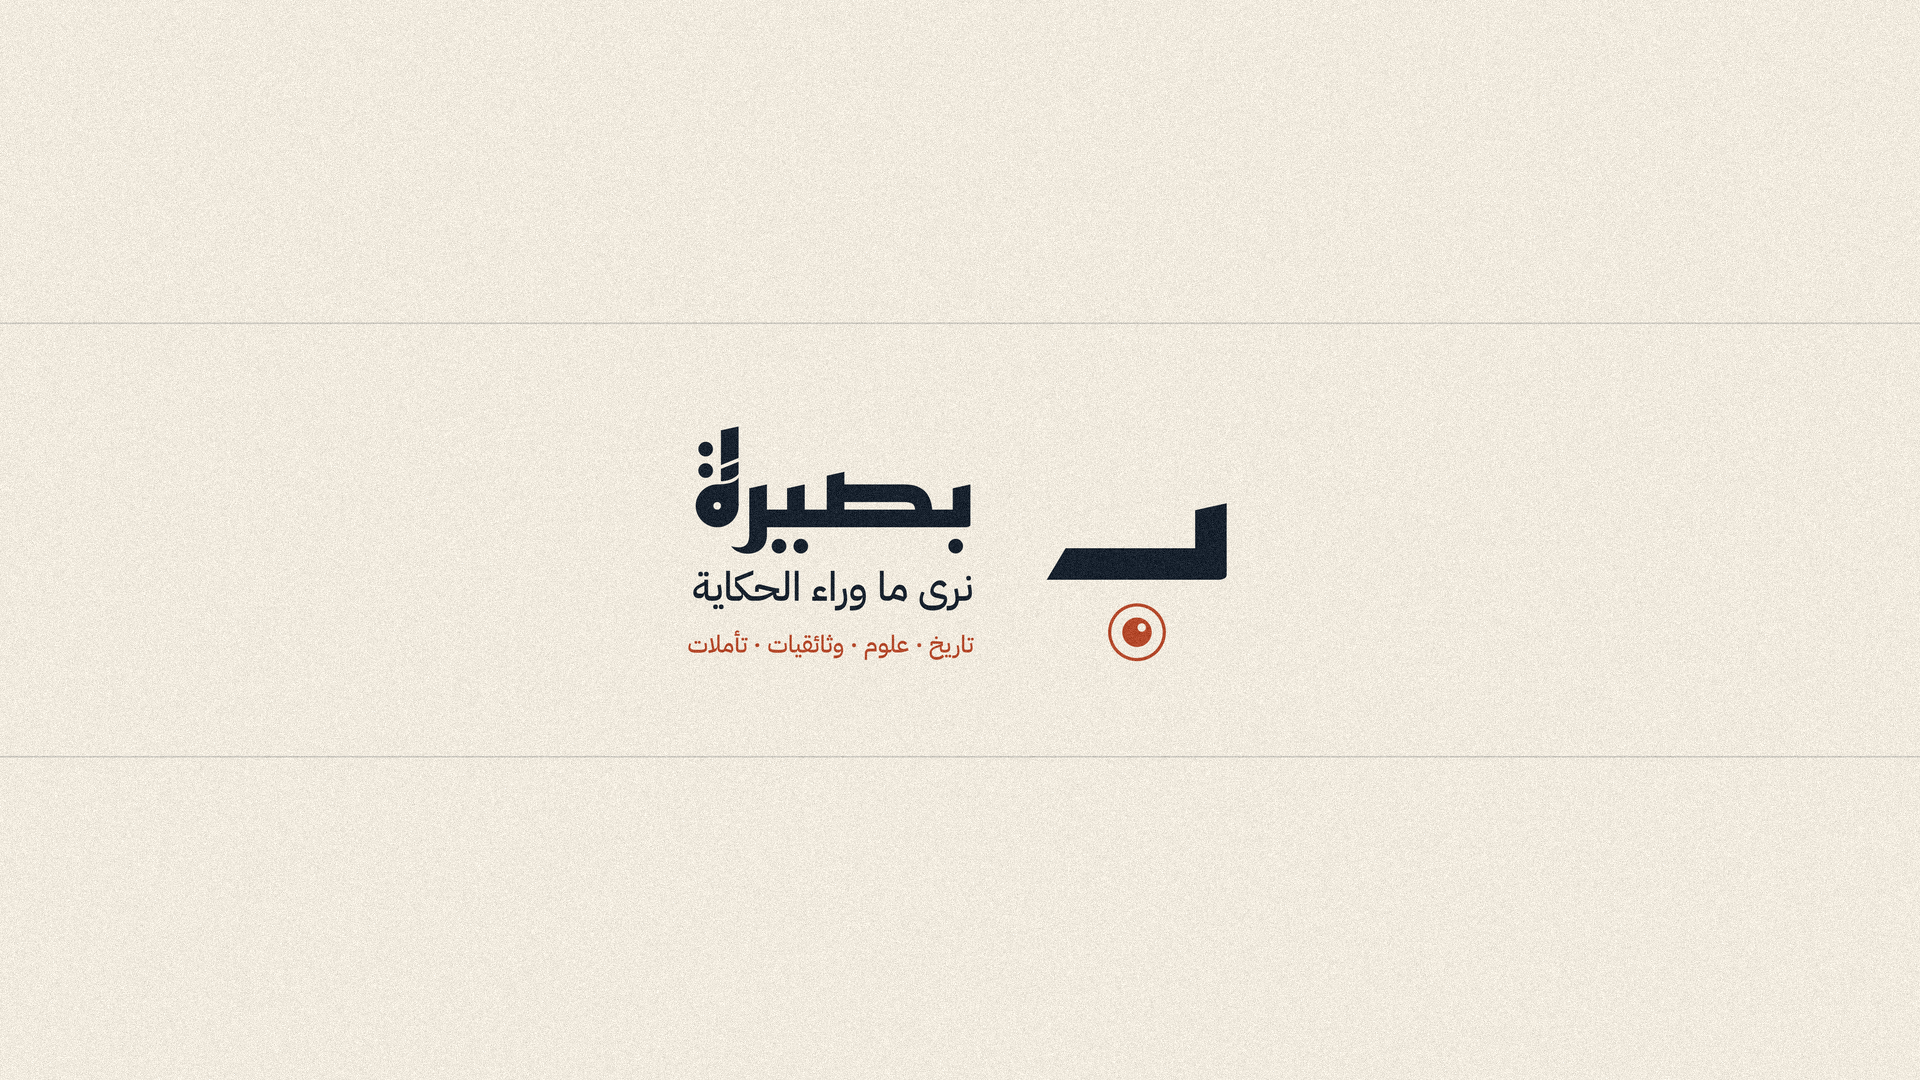 بصيرة
نرى ما وراء الحكاية
تاريخ · علوم · وثائقيات · تأملات